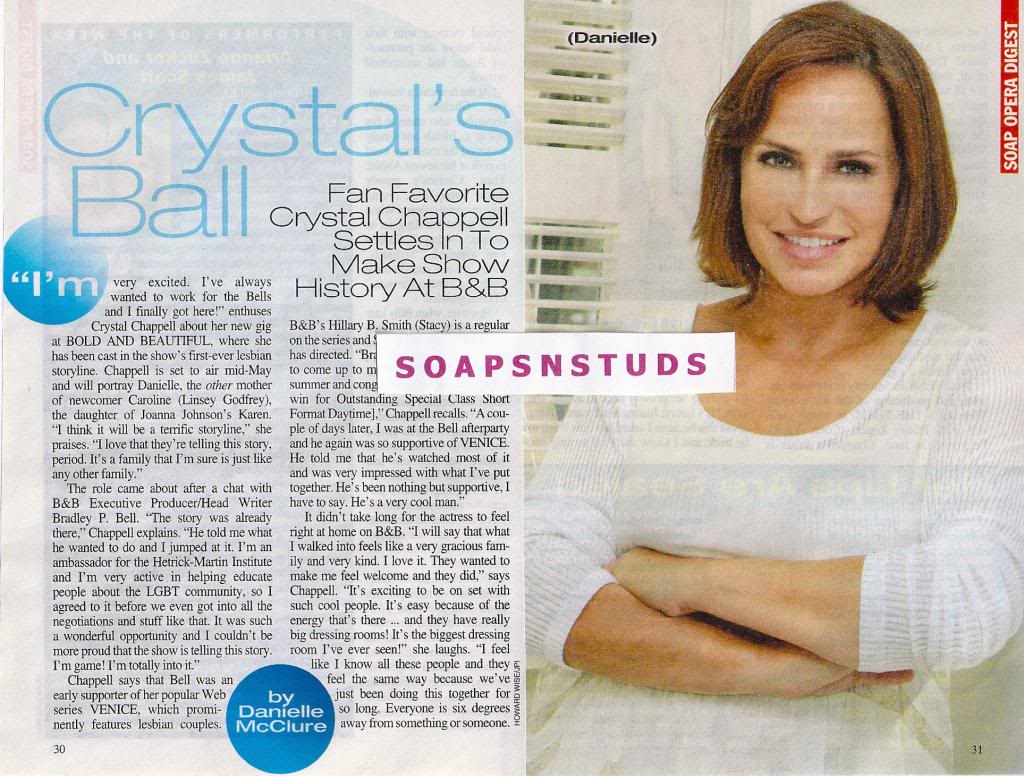 Crystal's
Ball
Fan Favorite
Crystal Chappell
Settles In To
Make Show
History At B&B
"I'm very excited. I've always
wanted to work for the Bells
and I finally got here!" enthuses
Crystal Chappell about her new gig
at BOLD AND BEAUTIFUL, where she
has been cast in the show's first-ever lesbian
storyline. Chappell is set to air mid-May
and will portray Danielle, the other mother
of newcomer Caroline (Linsey Godfrey),
the daughter of Joanna Johnson's Karen.
"I think it will be a terrific storyline," she
praises. "I love that they're telling this story,
period. It's a family that I'm sure is just like
any other family."
The role came about after a chat with
B&B Executive Producer/Head Writer
Bradley P. Bell. "The story was already
there," Chappell explains. "He told me what
he wanted to do and I jumped at it. I'm an
ambassador for the Hetrick-Martin Institute
and I'm very active in helping educate
people about the LGBT community, so I
agreed to it before we even got into all the
negotiations and stuff like that. It was such
a wonderful opportunity and I couldn't be
more proud that the show is telling this story.
I'm game! I'm totally into it."
Chappell says that Bell was an
early supporter of her popular Web
series VENICE, which promi-
nently features lesbian couples.
B&B's Hillary B. Smith (Stacy) is a regular
on the series and
has directed.
to come up to
summer and
win for Outstanding Special Class Short
Format Daytime]," Chappell recalls. "A cou-
ple of days later, I was at the Bell afterparty
and he again was so supportive of VENICE.
He told me that he's watched most of it
and was very impressed with what I've put
together. He's been nothing but supportive, I
have to say. He's a very cool man."
It didn't take long for the actress to feel
right at home on B&B. "I will say that what
I walked into feels like a very gracious fam-
ily and very kind. I love it. They wanted to
make me feel welcome and they did," says
Chappell. "It's exciting to be on set with
such cool people. It's easy because of the
energy that's there ... and they have really
big dressing rooms! It's the biggest dressing
room I've ever seen!" she laughs. "I feel
like I know all these people and they
feel the same way because we've
just been doing this together for
so long. Everyone is six degrees
away from something or someone.
by
Danielle
McClure
HOWARD WISE/JPI
30
(Danielle)
SOAP OPERA DIGEST
SOAPSNSTUDS
31